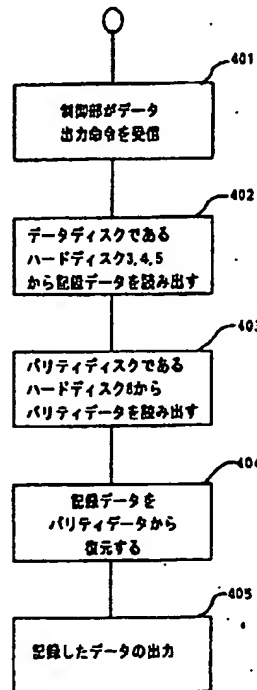 401
制御部がデータ
出力命令を受信
402
データディスクである
ハードディスク3,4,5
から記録データを読み出す
403
パリティディスクである
ハードディスク6から
パリティデータを読み出す
404
記録データを
パリティデータから
復元する
405
記録したデータの出力